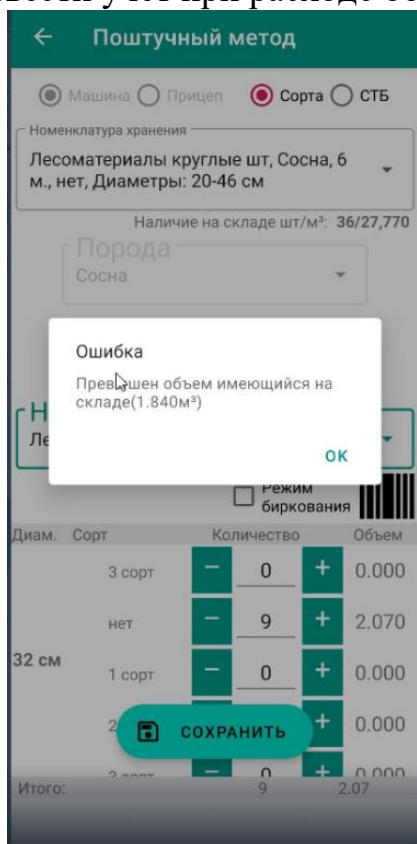 Поштучный метод
Машина Прицеп Сорта СТБ
Номенклатура хранения
Лесоматериалы круглые шт, Сосна, 6
м., нет, Диаметры: 20-46 см
Наличие на складе шт/м³: 36/27,770
Порода
Сосна
Ошибка
Превышен объем имеющийся на
складе(1.840м³)
ОК
Режим
биркования
Диам. Сорт Количество Объем
3 сорт − 0 + 0.000
нет − 9 + 2.070
32 см
1 сорт − 0 + 0.000
+ 0.000
СОХРАНИТЬ
− 0 + 0.000
Итого: 9 2.07